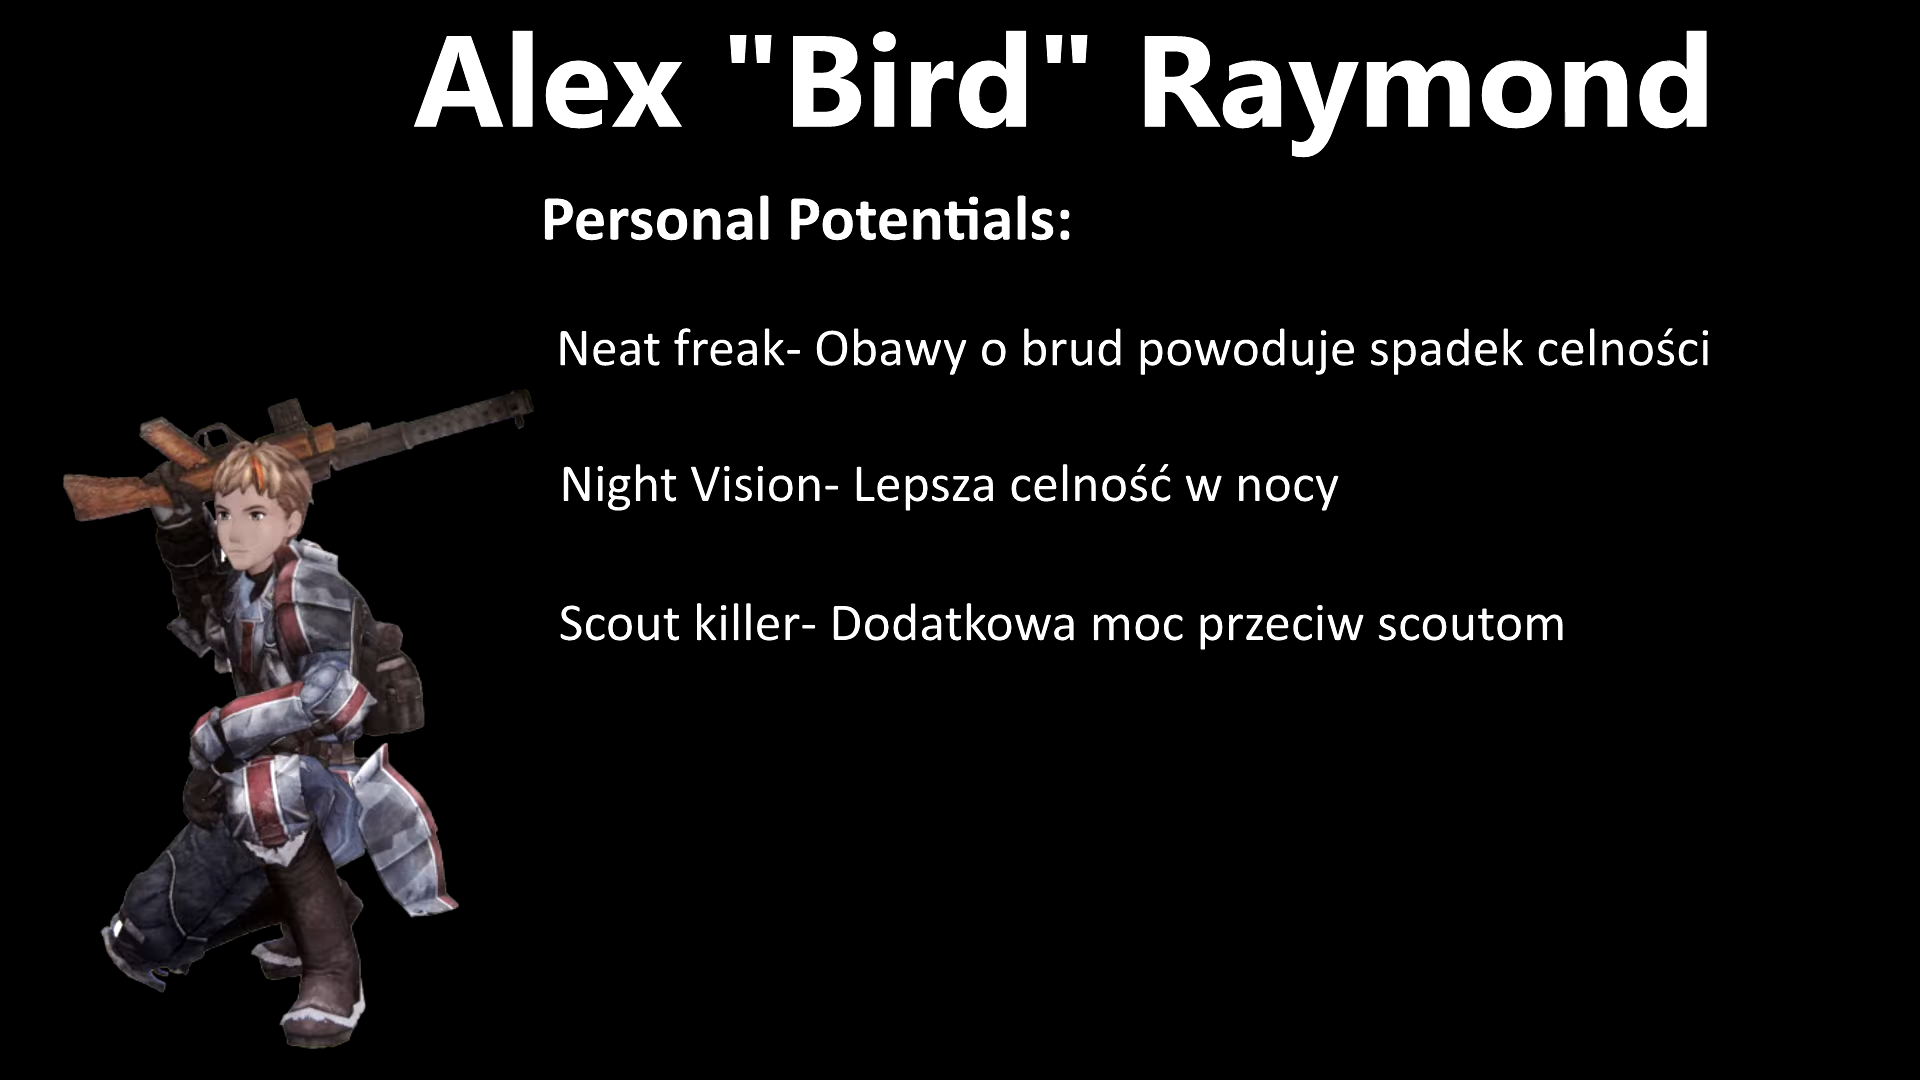 Alex "Bird" Raymond
Personal Potentials:
Neat freak- Obawy o brud powoduje spadek celności
Night Vision- Lepsza celność w nocy
Scout killer- Dodatkowa moc przeciw scoutom